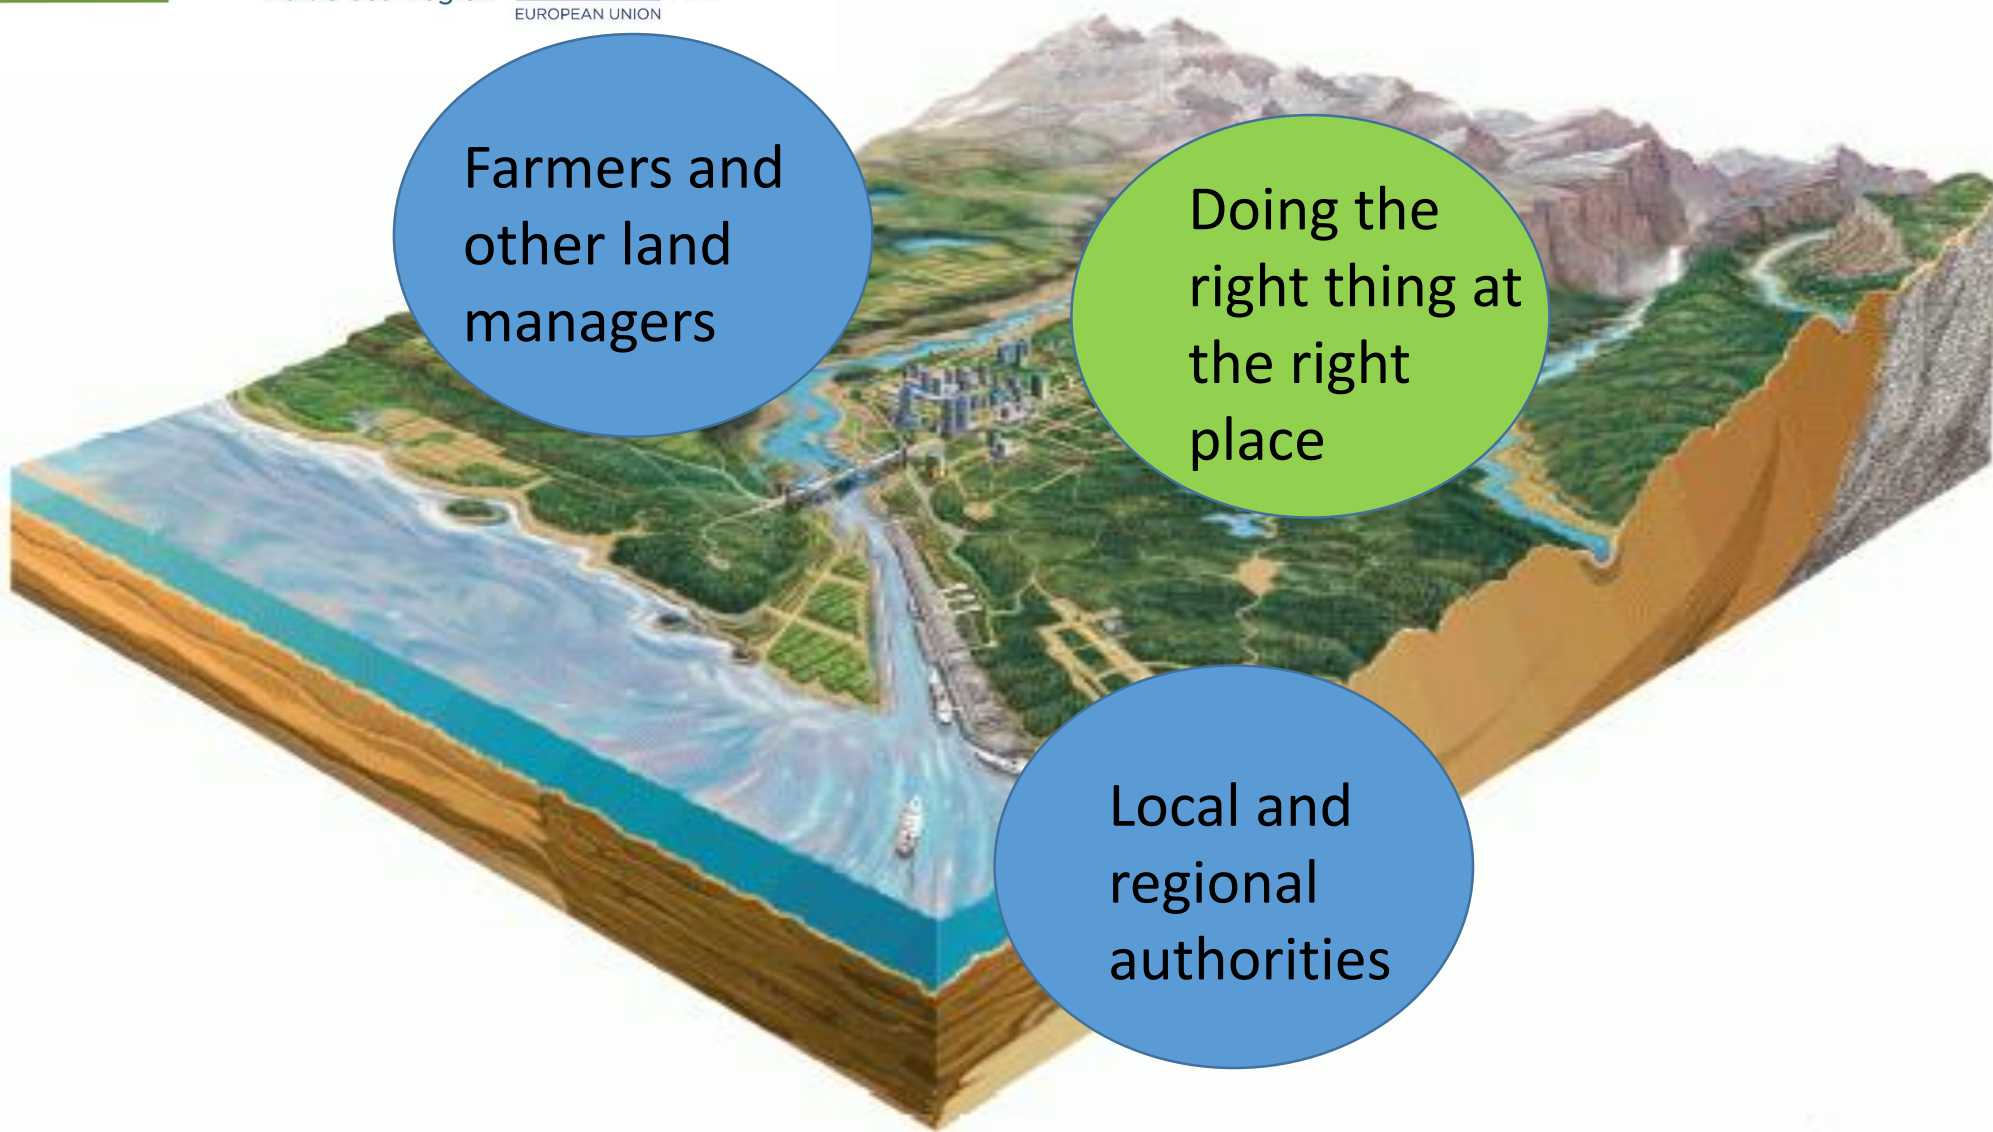 EUROPEAN UNION
Farmers and
other land
managers
Doing the
right thing at
the right
place
Local and
regional
authorities